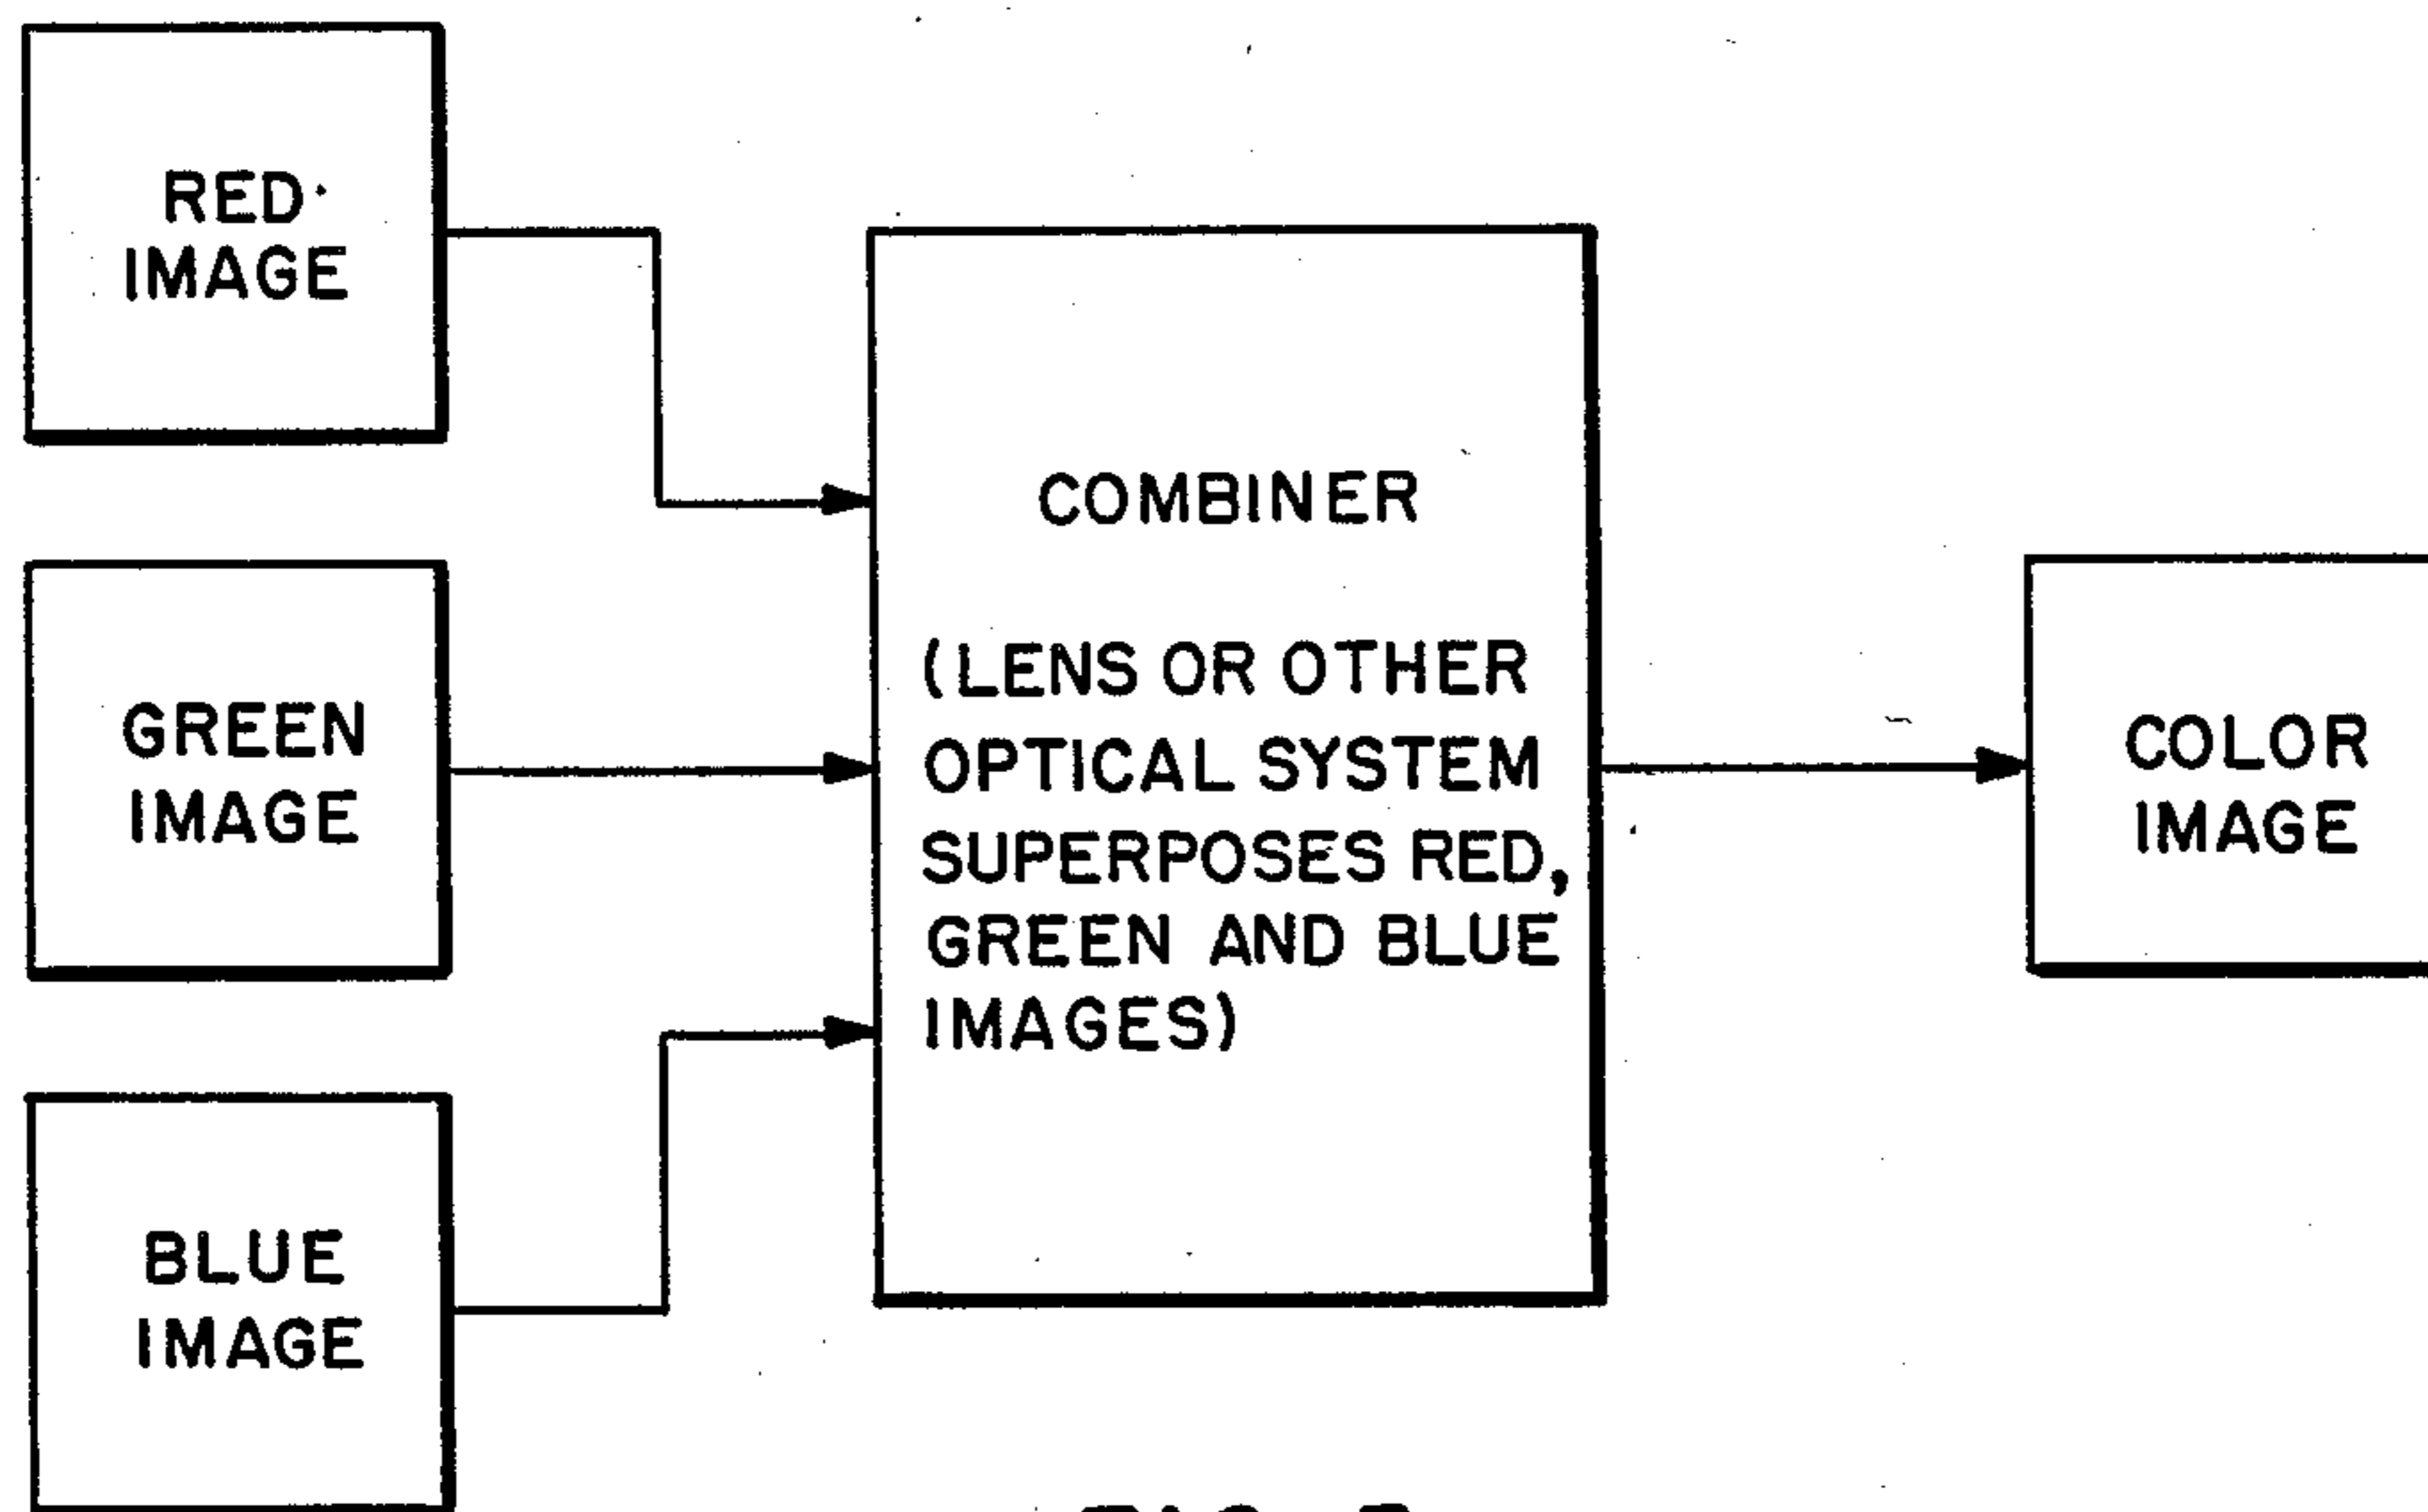 RED
IMAGE
GREEN
IMAGE
BLUE
IMAGE
COMBINER
(LENS OR OTHER
OPTICAL SYSTEM
SUPERPOSES RED,
GREEN AND BLUE
IMAGES)
COLOR
IMAGE